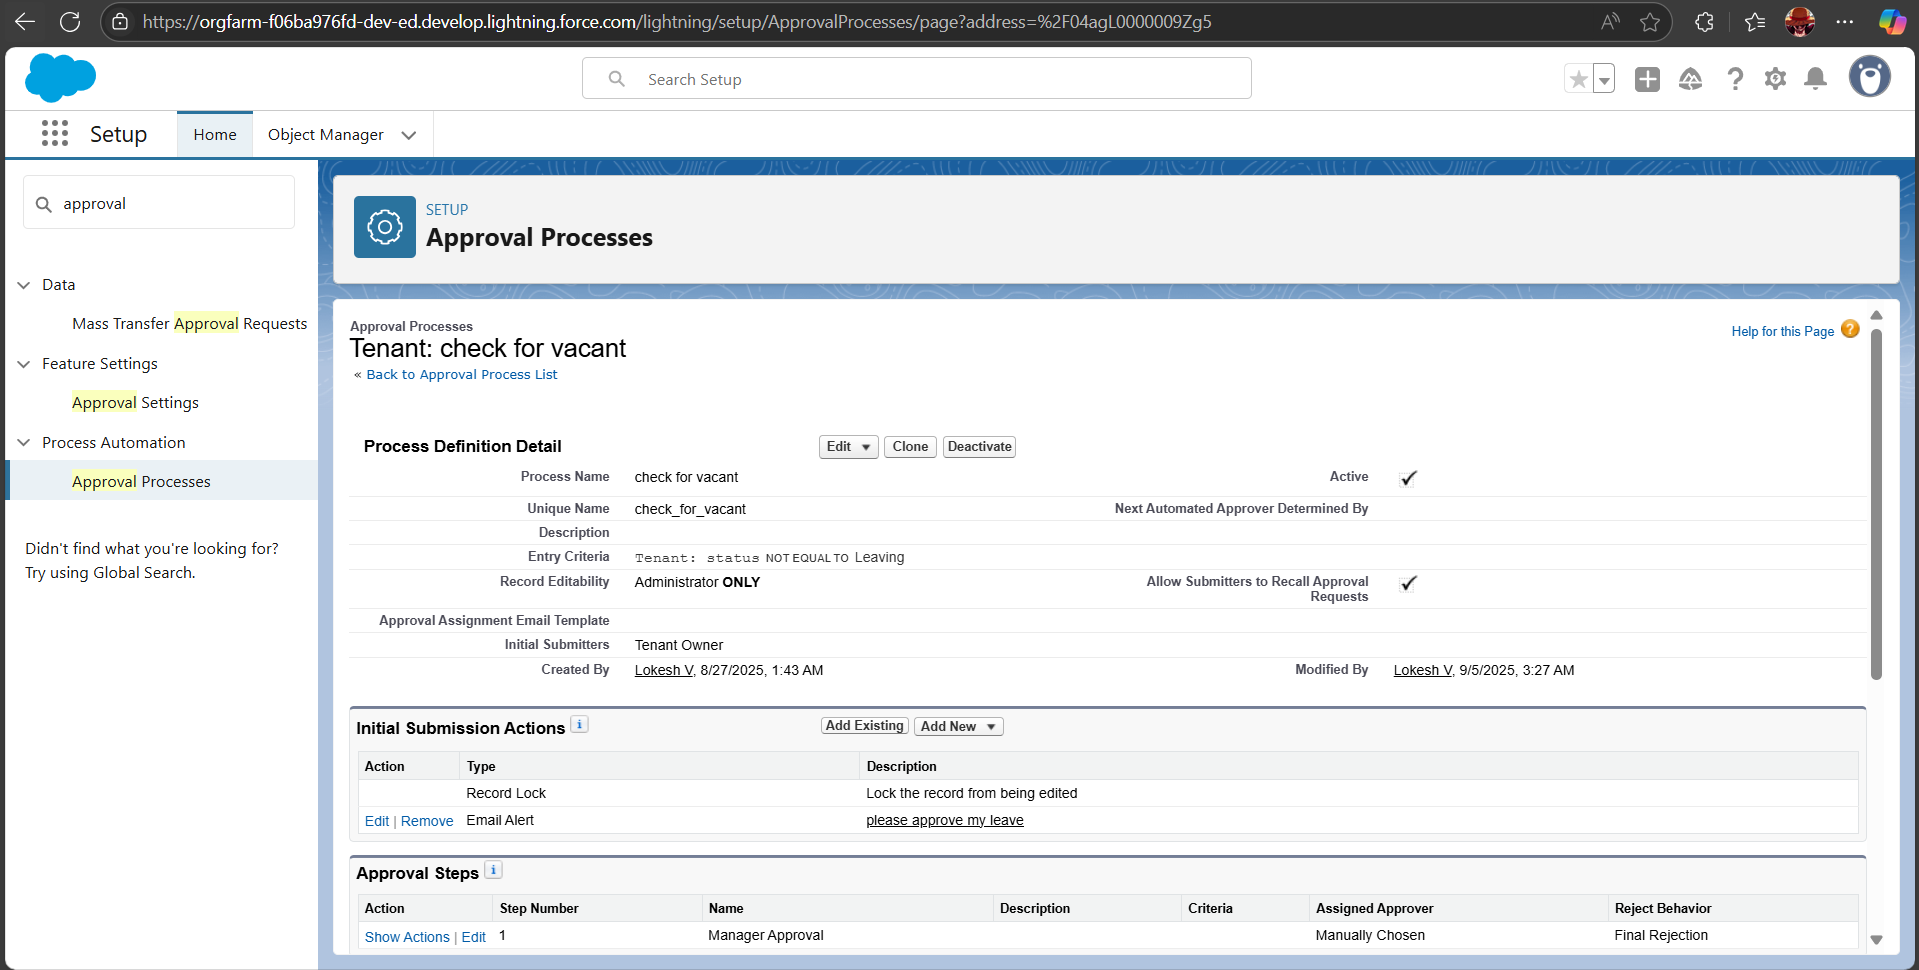 https://orgfarm-f06ba976fd-dev-ed.develop.lightning.force.com/lightning/setup/ApprovalProcesses/page?address=%2F04agL0000009Zg5
Search Setup
Setup
Home
Object Manager
approval
Data
Mass Transfer Approval Requests
Feature Settings
Approval Settings
Process Automation
Approval Processes
Didn't find what you're looking for?
Try using Global Search.
SETUP
Approval Processes
Approval Processes
Tenant: check for vacant
« Back to Approval Process List
Help for this Page
Process Definition Detail
Edit
Clone
Deactivate
Process Name check for vacant
Active
Unique Name check_for_vacant
Next Automated Approver Determined By
Description
Entry Criteria Tenant: status NOT EQUAL TO Leaving
Record Editability Administrator ONLY
Allow Submitters to Recall Approval
Requests
Approval Assignment Email Template
Initial Submitters Tenant Owner
Created By Lokesh V, 8/27/2025, 1:43 AM
Modified By Lokesh V, 9/5/2025, 3:27 AM
Initial Submission Actions i
Add Existing
Add New
Action Type Description
Record Lock Lock the record from being edited
Edit | Remove Email Alert please approve my leave
Approval Steps i
Action Step Number Name Description Criteria Assigned Approver Reject Behavior
Show Actions | Edit 1 Manager Approval Manually Chosen Final Rejection